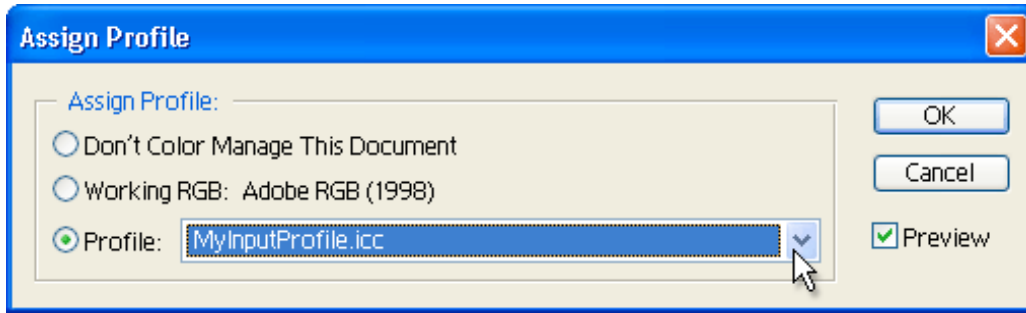 Assign Profile
Assign Profile:
OK
Don't Color Manage This Document
Cancel
Working RGB: Adobe RGB (1998)
Profile: MyInputProfile.icc
Preview